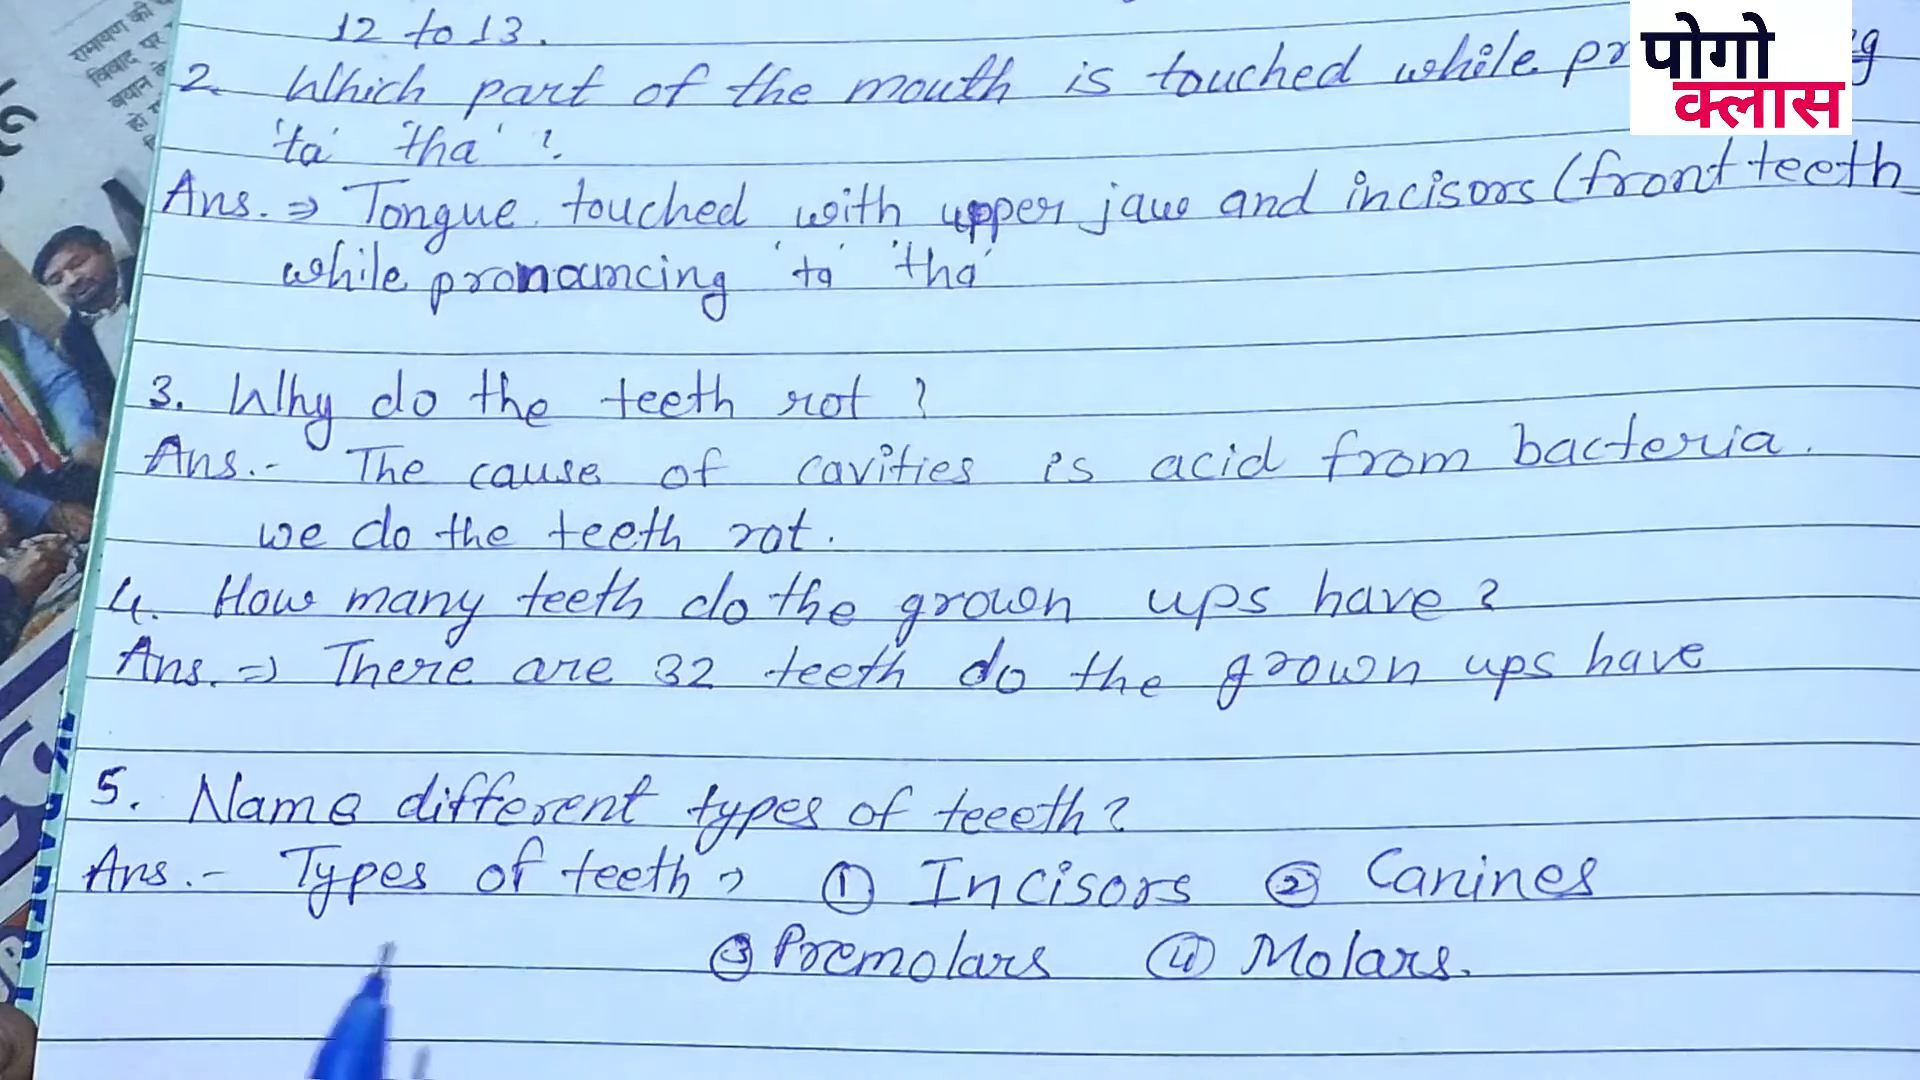 12 to 13.
2. Which part of the mouth is touched while
'ta' 'tha' ?
Ans. ⇒ Tongue touched with upper jaw and incisors (front teeth
while pronouncing 'ta' 'tha'
3. Why do the teeth rot ?
Ans.- The cause of cavities is acid from bacteria.
we do the teeth rot.
4. How many teeth do the grown ups have ?
Ans. ⇒ There are 32 teeth do the grown ups have
5. Name different types of teeeth ?
Ans.- Types of teeth → ① Incisors ② Canines
③ Premolars ④ Molars.
पोगो
क्लास
रामायण की
विवाद पर
बयान के